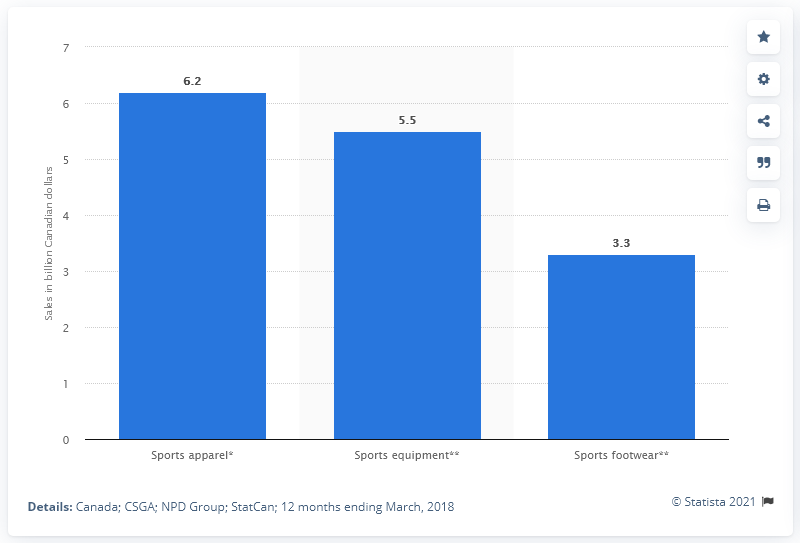 7
6.2
6
5.5
5
4
3.3
3
2
1
0
Sales in billion Canadian dollars
Sports apparel*
Sports equipment**
Sports footwear**
Details: Canada; CSGA; NPD Group; StatCan; 12 months ending March, 2018
© Statista 2021